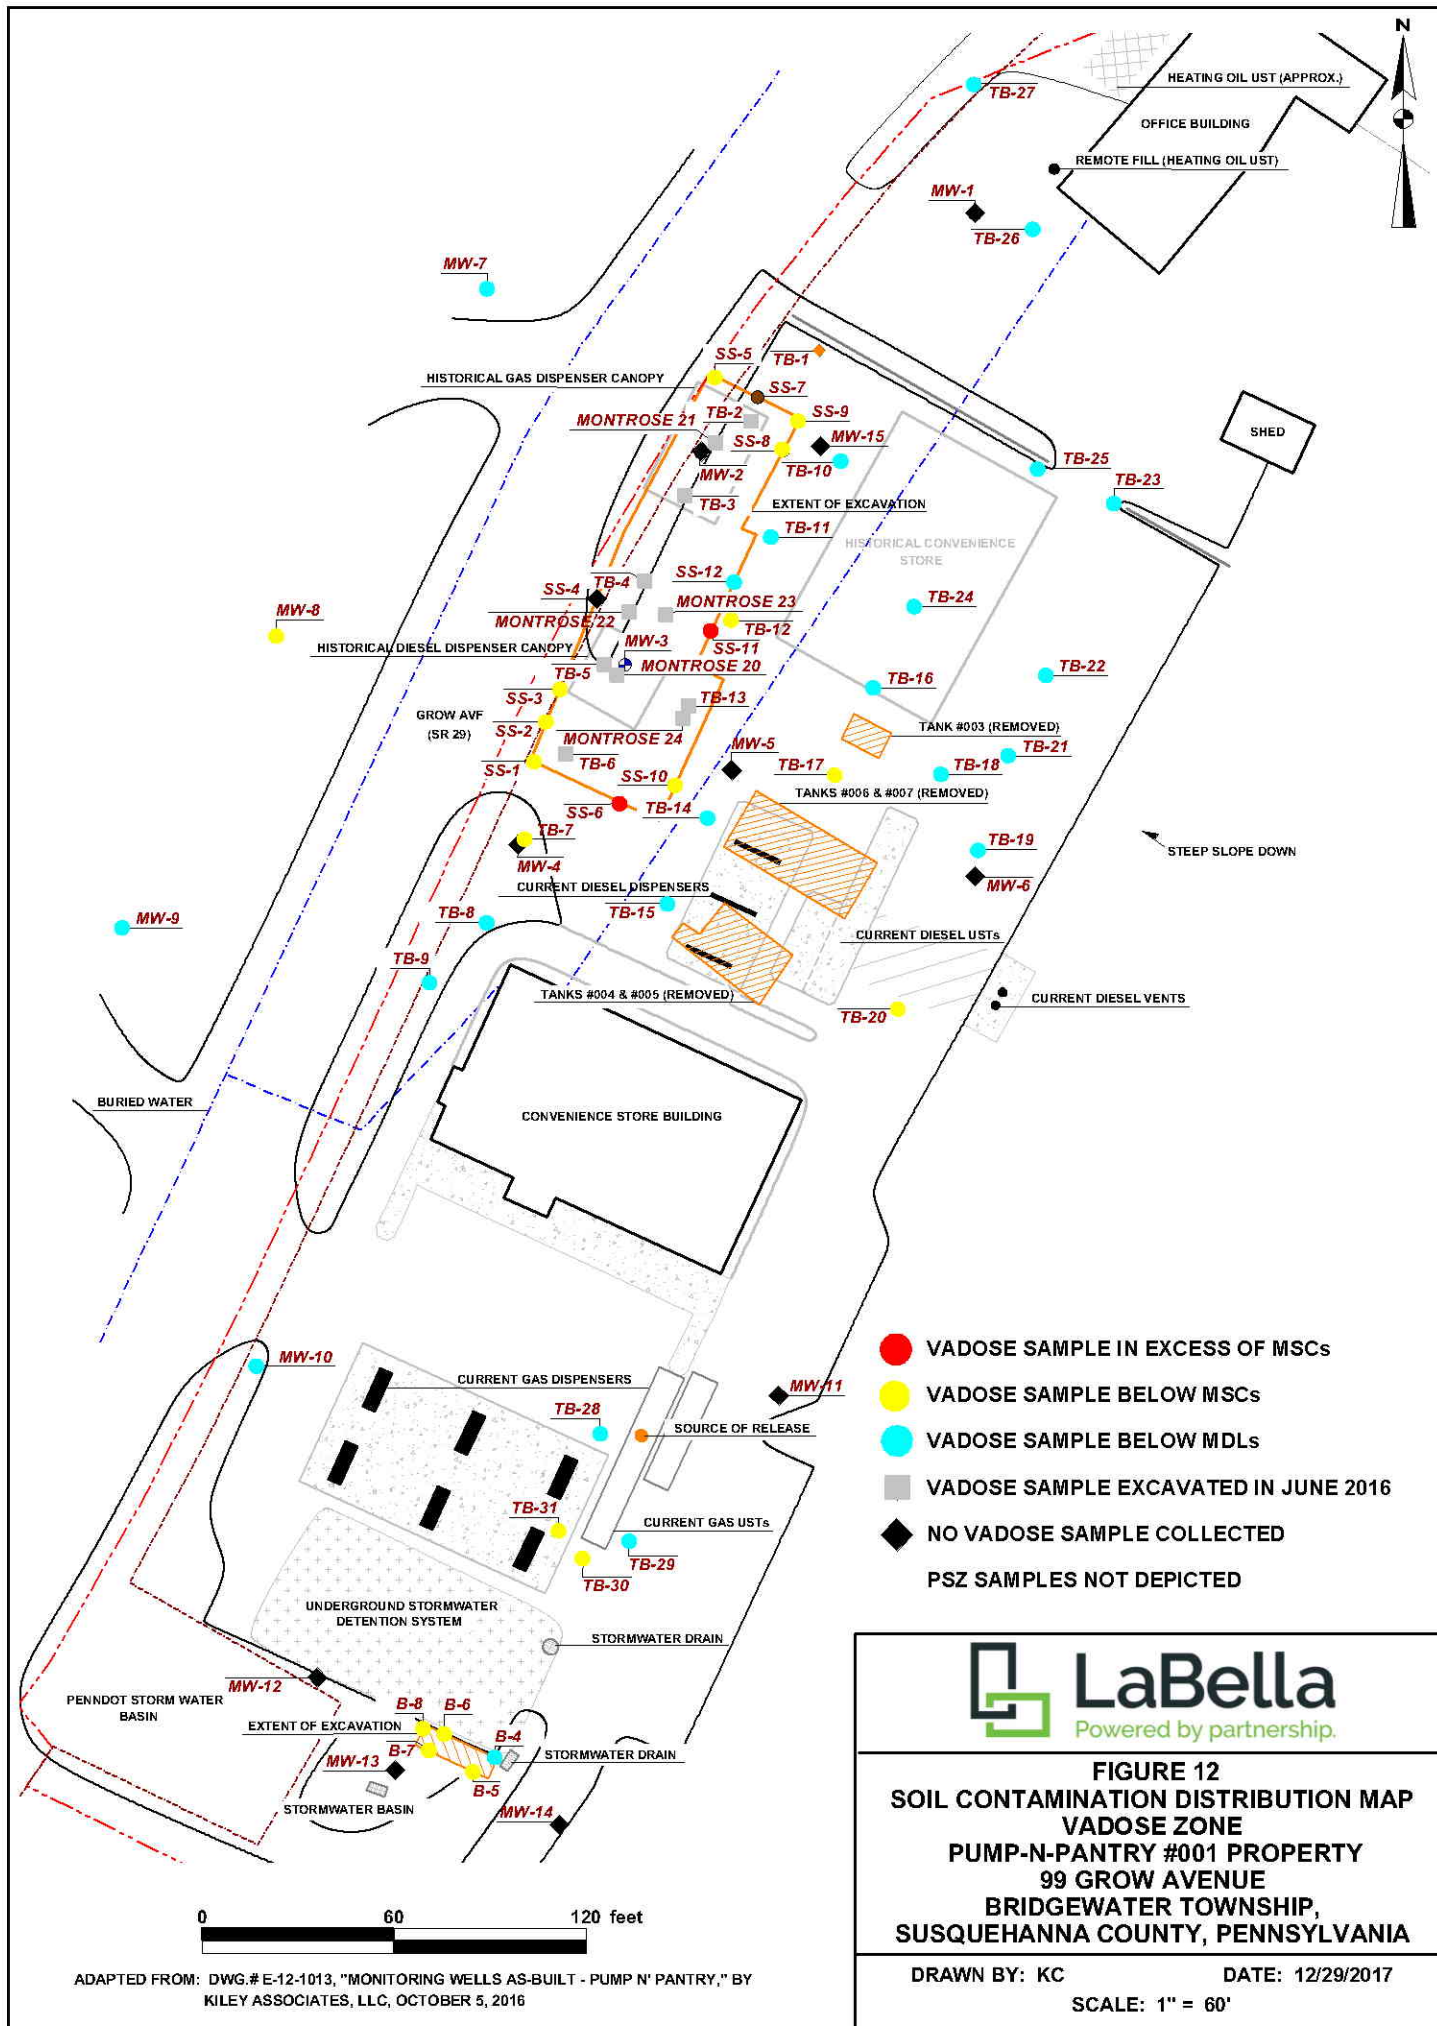 N
HEATING OIL UST (APPROX.)
TB-27
OFFICE BUILDING
REMOTE FILL (HEATING OIL UST)
MW-1
TB-26
MW-7
TB-1
SS-5
HISTORICAL GAS DISPENSER CANOPY
SS-7
MONTROSE 21
TB-2
SS-9
SS-8
MW-15
TB-10
MW-2
TB-3
SHED
TB-25
TB-23
EXTENT OF EXCAVATION
TB-11
HISTORICAL CONVENIENCE
STORE
SS-12
TB-4
SS-4
MONTROSE 23
MONTROSE 22
TB-24
MW-8
TB-12
SS-11
HISTORICAL DIESEL DISPENSER CANOPY
MW-3
MONTROSE 20
TB-5
TB-22
TB-16
SS-3
TB-13
GROW AVF
(SR 29)
SS-2
TANK #003 (REMOVED)
MONTROSE 24
MW-5
TB-21
TB-6
SS-1
TB-17
TB-18
SS-10
TANKS #006 & #007 (REMOVED)
SS-6
TB-14
TB-7
TB-19
STEEP SLOPE DOWN
MW-4
CURRENT DIESEL DISPENSERS
MW-6
TB-15
MW-9
TB-8
CURRENT DIESEL USTs
TB-9
TANKS #004 & #005 (REMOVED)
CURRENT DIESEL VENTS
TB-20
BURIED WATER
CONVENIENCE STORE BUILDING
VADOSE SAMPLE IN EXCESS OF MSCs
MW-10
CURRENT GAS DISPENSERS
MW-11
VADOSE SAMPLE BELOW MSCs
TB-28
SOURCE OF RELEASE
VADOSE SAMPLE BELOW MDLs
VADOSE SAMPLE EXCAVATED IN JUNE 2016
TB-31
CURRENT GAS USTs
NO VADOSE SAMPLE COLLECTED
TB-29
TB-30
PSZ SAMPLES NOT DEPICTED
UNDERGROUND STORMWATER
DETENTION SYSTEM
STORMWATER DRAIN
MW-12
PENNDOT STORM WATER
BASIN
B-8
B-6
EXTENT OF EXCAVATION
B-4
B-7
MW-13
STORMWATER DRAIN
B-5
STORMWATER BASIN
MW-14
LaBella
Powered by partnership.
FIGURE 12
SOIL CONTAMINATION DISTRIBUTION MAP
VADOSE ZONE
PUMP-N-PANTRY #001 PROPERTY
99 GROW AVENUE
BRIDGEWATER TOWNSHIP,
SUSQUEHANNA COUNTY, PENNSYLVANIA
0 60 120 feet
ADAPTED FROM: DWG.# E-12-1013, "MONITORING WELLS AS-BUILT - PUMP N' PANTRY," BY
KILEY ASSOCIATES, LLC, OCTOBER 5, 2016
DRAWN BY: KC DATE: 12/29/2017
SCALE: 1" = 60'